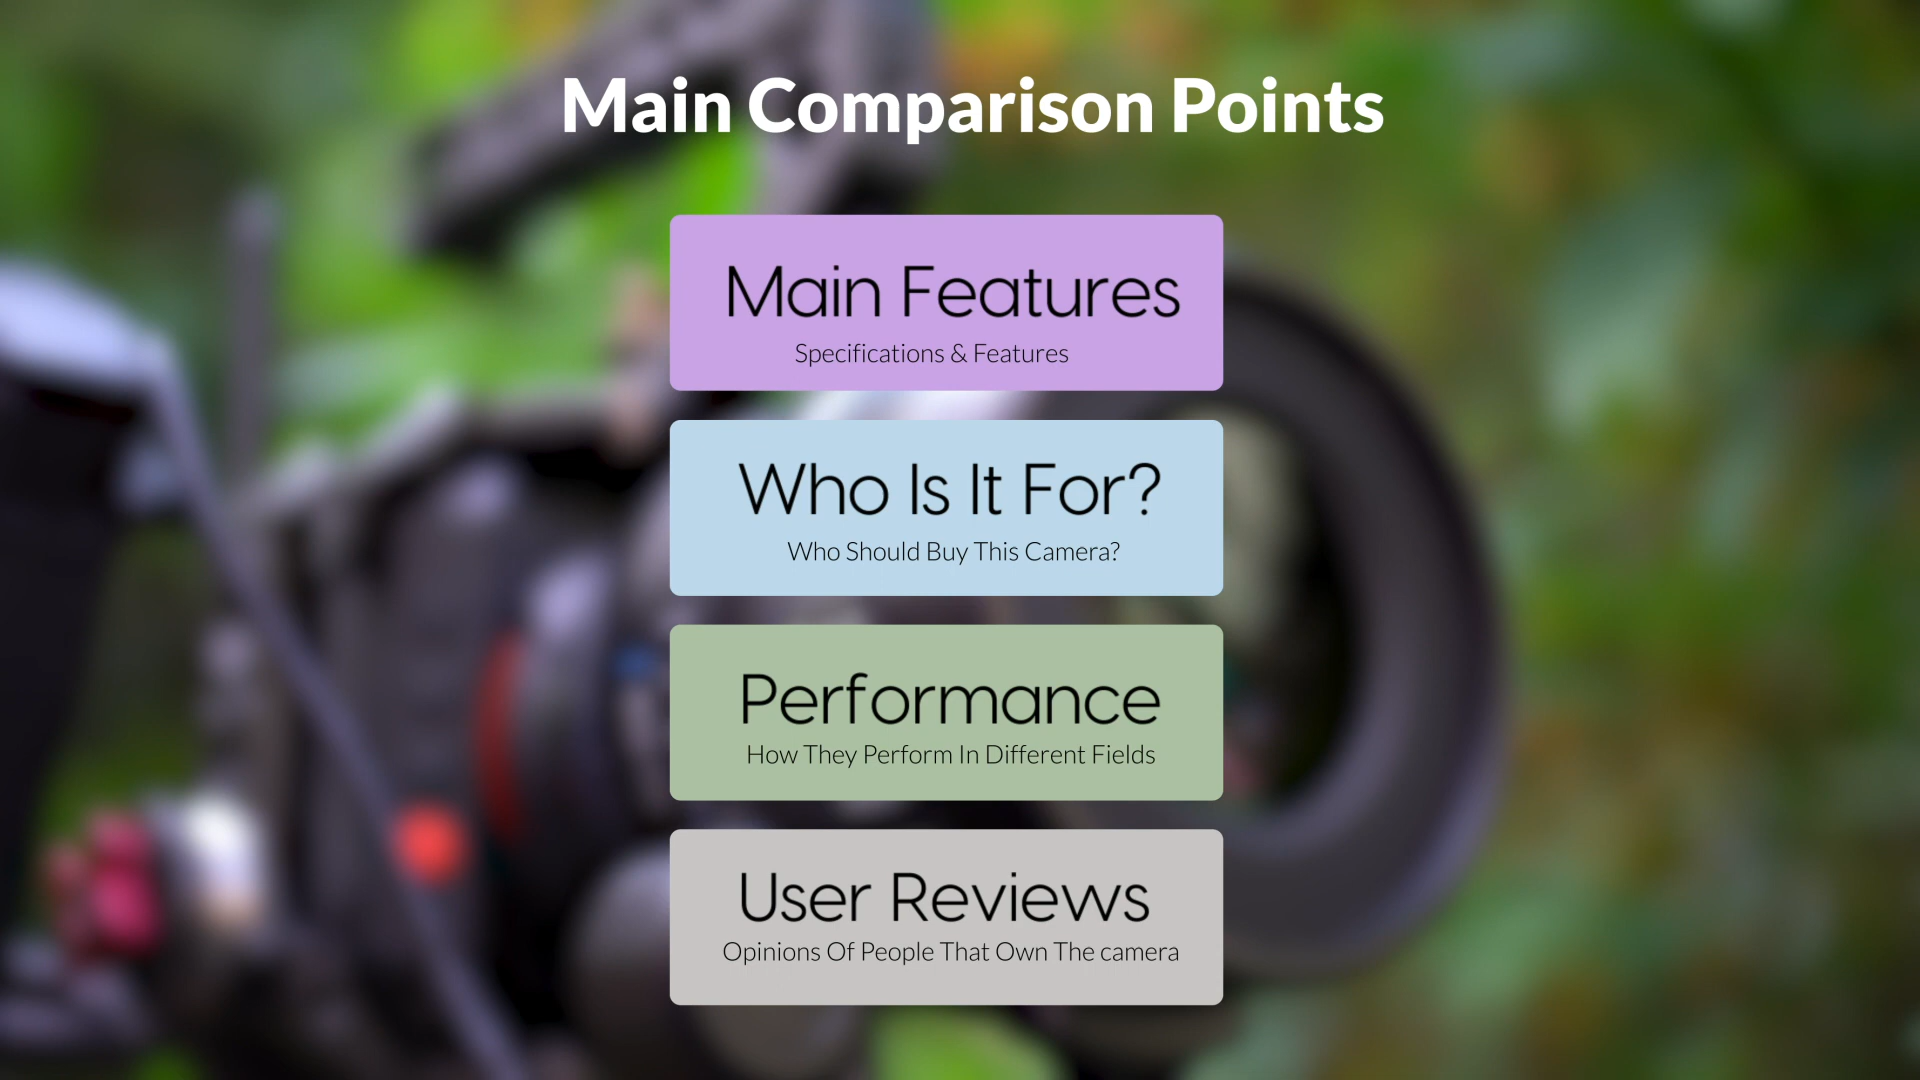 Main Comparison Points
Main Features
Specifications & Features
Who Is It For?
Who Should Buy This Camera?
Performance
How They Perform In Different Fields
User Reviews
Opinions Of People That Own The camera